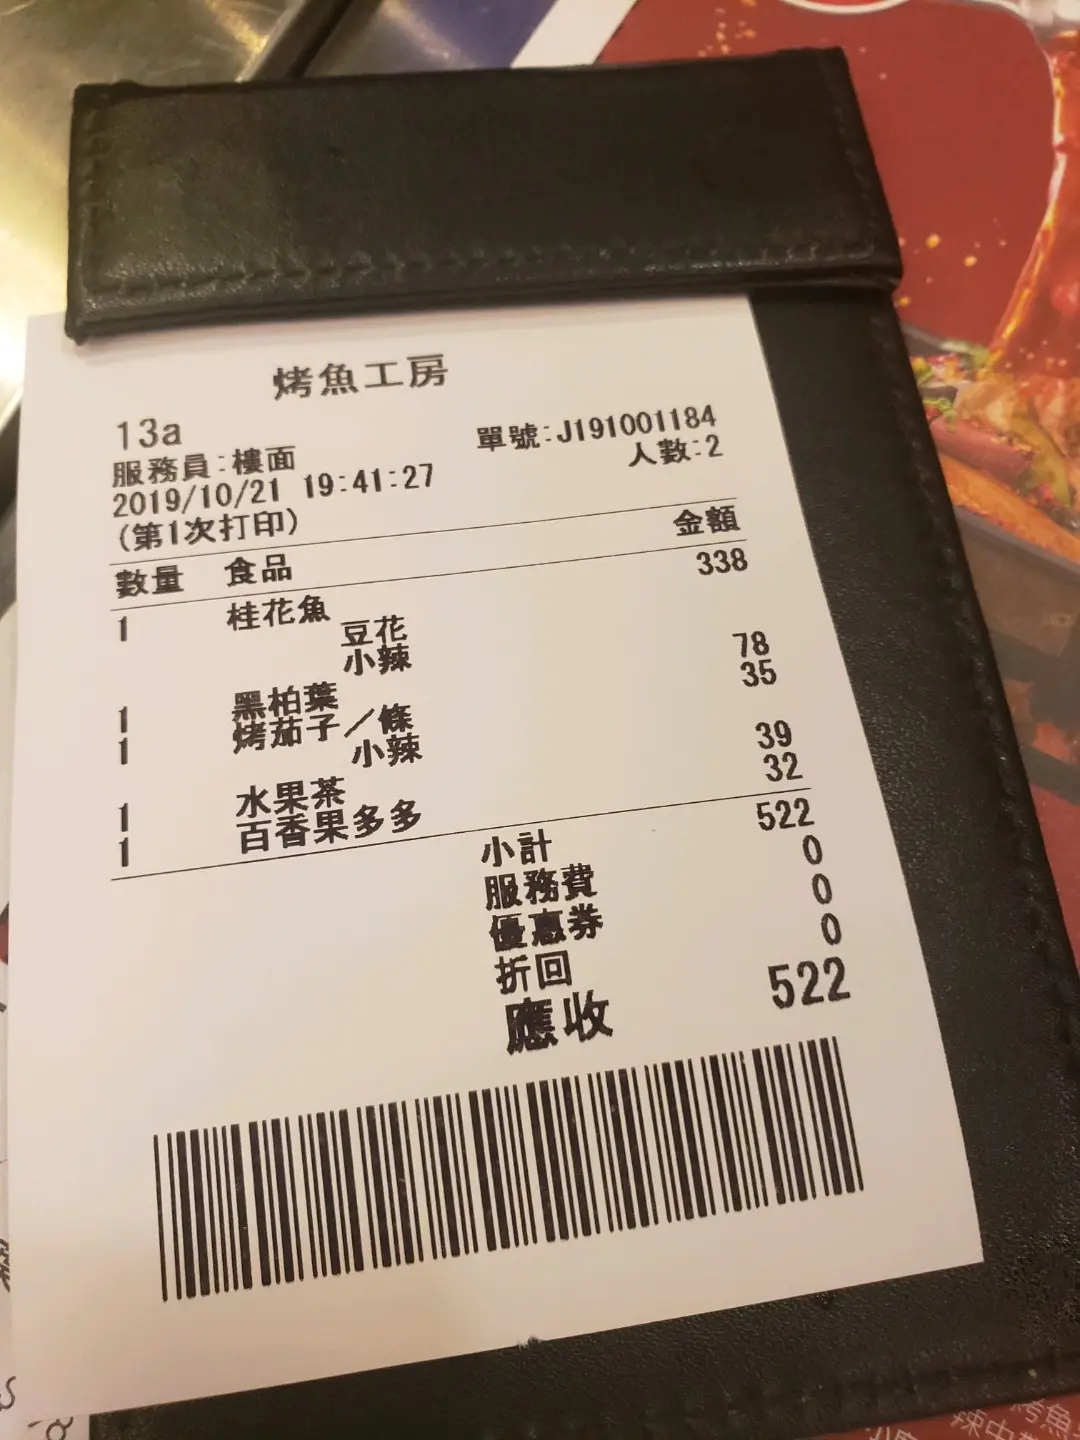 烤魚工房
13a
單號:J191001184
服務員:樓面
人數:2
2019/10/21 19:41:27
(第1次打印)
數量 食品 金額
1 桂花魚 338
豆花
小辣
1 黑柏葉 78
1 烤茄子／條 35
小辣
1 水果茶 39
1 百香果多多 32
小計 522
服務費 0
優惠券 0
折回 0
應收 522
烤魚